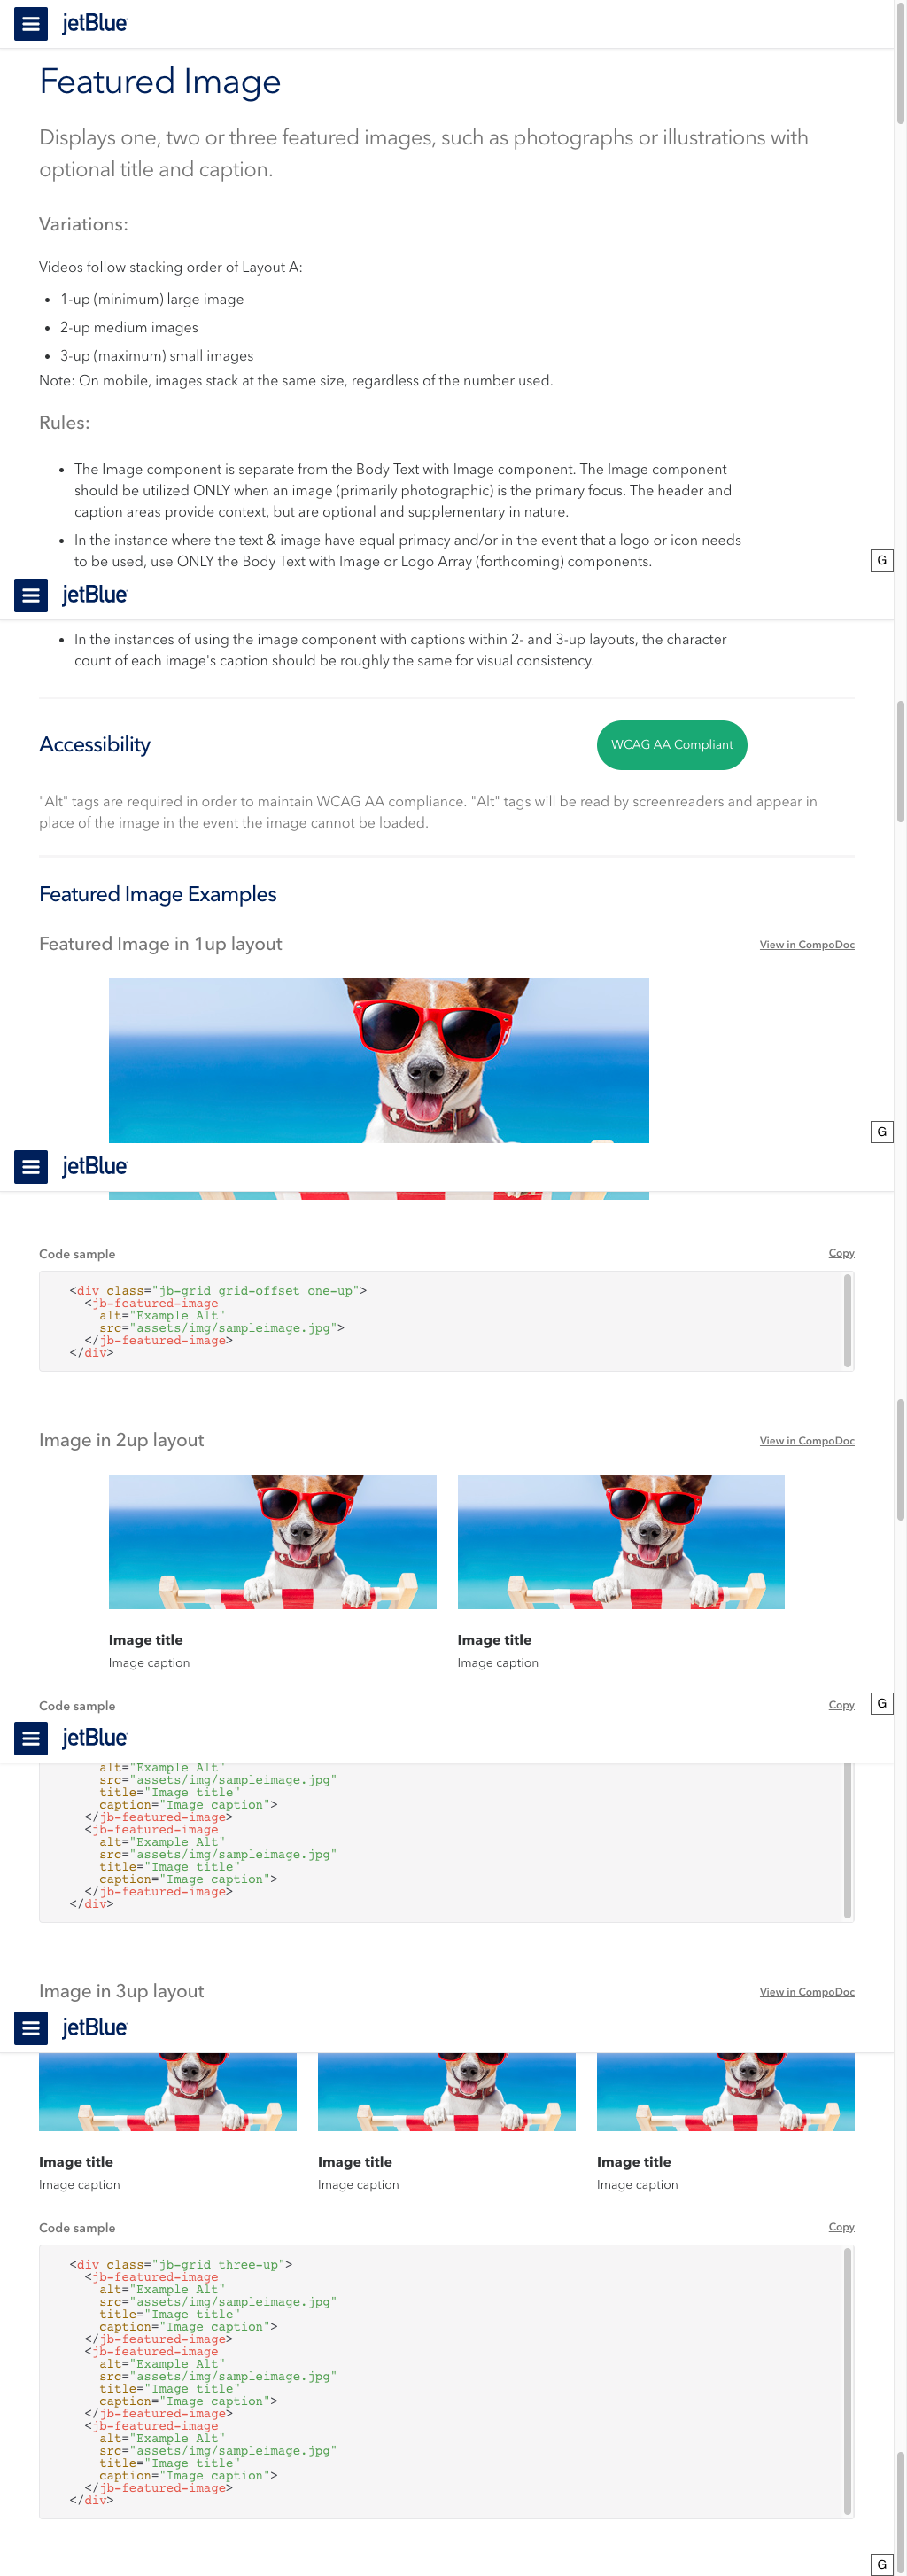 jetBlue
Featured Image
Displays one, two or three featured images, such as photographs or illustrations with
optional title and caption.
Variations:
Videos follow stacking order of Layout A:
• 1-up (minimum) large image
• 2-up medium images
• 3-up (maximum) small images
Note: On mobile, images stack at the same size, regardless of the number used.
Rules:
• The Image component is separate from the Body Text with Image component. The Image component
should be utilized ONLY when an image (primarily photographic) is the primary focus. The header and
caption areas provide context, but are optional and supplementary in nature.
• In the instance where the text & image have equal primacy and/or in the event that a logo or icon needs
to be used, use ONLY the Body Text with Image or Logo Array (forthcoming) components.
G
jetBlue
• In the instances of using the image component with captions within 2- and 3-up layouts, the character
count of each image's caption should be roughly the same for visual consistency.
Accessibility
WCAG AA Compliant
"Alt" tags are required in order to maintain WCAG AA compliance. "Alt" tags will be read by screenreaders and appear in
place of the image in the event the image cannot be loaded.
Featured Image Examples
Featured Image in 1up layout
View in CompoDoc
G
jetBlue
Code sample
Copy
<div class="jb-grid grid-offset one-up">
<jb-featured-image
alt="Example Alt"
src="assets/img/sampleimage.jpg">
</jb-featured-image>
</div>
Image in 2up layout
View in CompoDoc
Image title
Image title
Image caption
Image caption
Code sample
Copy
G
jetBlue
alt="Example Alt"
src="assets/img/sampleimage.jpg"
title="Image title"
caption="Image caption">
</jb-featured-image>
<jb-featured-image
alt="Example Alt"
src="assets/img/sampleimage.jpg"
title="Image title"
caption="Image caption">
</jb-featured-image>
</div>
Image in 3up layout
View in CompoDoc
jetBlue
Image title
Image title
Image title
Image caption
Image caption
Image caption
Code sample
Copy
<div class="jb-grid three-up">
<jb-featured-image
alt="Example Alt"
src="assets/img/sampleimage.jpg"
title="Image title"
caption="Image caption">
</jb-featured-image>
<jb-featured-image
alt="Example Alt"
src="assets/img/sampleimage.jpg"
title="Image title"
caption="Image caption">
</jb-featured-image>
<jb-featured-image
alt="Example Alt"
src="assets/img/sampleimage.jpg"
title="Image title"
caption="Image caption">
</jb-featured-image>
</div>
G